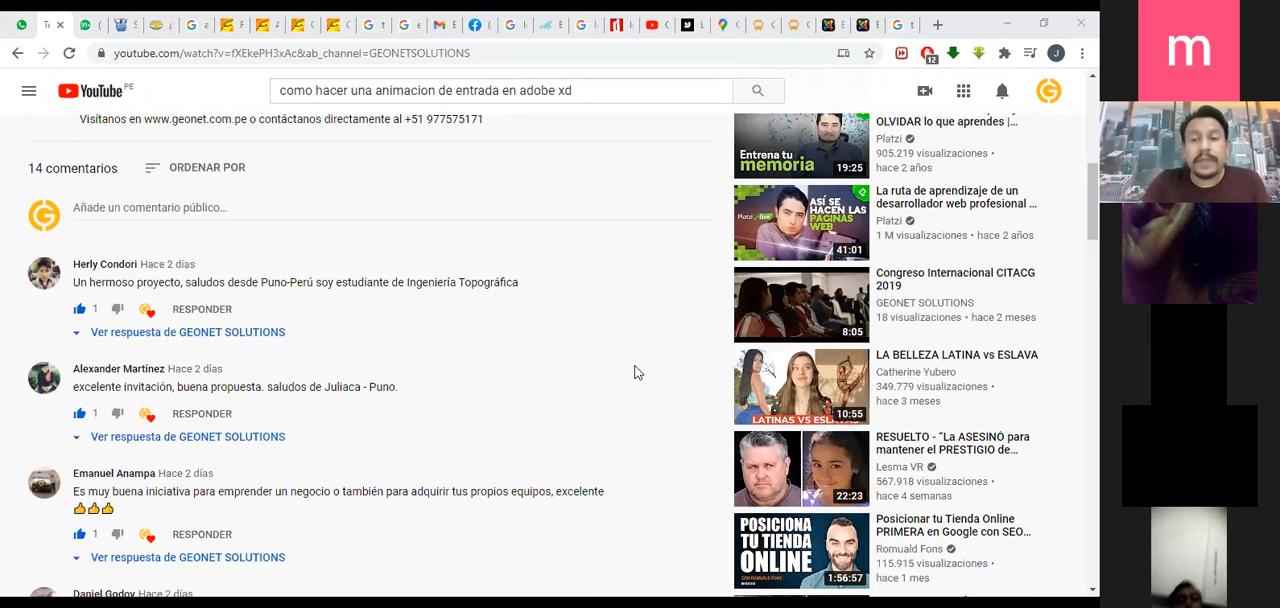 youtube.com/watch?v=fXEkePH3xAc&ab_channel=GEONETSOLUTIONS
12
J
YouTube PE
como hacer una animacion de entrada en adobe xd
Visítanos en www.geonet.com.pe o contáctanos directamente al +51 977575171
14 comentarios
ORDENAR POR
Añade un comentario público...
Herly Condori Hace 2 días
Un hermoso proyecto, saludos desde Puno-Perú soy estudiante de Ingeniería Topográfica
1 RESPONDER
Ver respuesta de GEONET SOLUTIONS
Alexander Martínez Hace 2 días
excelente invitación, buena propuesta. saludos de Juliaca - Puno.
1 RESPONDER
Ver respuesta de GEONET SOLUTIONS
Emanuel Anampa Hace 2 días
Es muy buena iniciativa para emprender un negocio o también para adquirir tus propios equipos, excelente
👍👍👍
1 RESPONDER
Ver respuesta de GEONET SOLUTIONS
Daniel Godoy Hace 2 días
Entrena tu
memoria
19:25
OLVIDAR lo que aprendes |...
Platzi
905.219 visualizaciones •
hace 2 años
Platzi live
ASÍ SE
HACEN LAS
PÁGINAS
WEB
41:01
La ruta de aprendizaje de un
desarrollador web profesional ...
Platzi
1 M visualizaciones • hace 2 años
8:05
Congreso Internacional CITACG
2019
GEONET SOLUTIONS
18 visualizaciones • hace 2 meses
LATINAS VS ESLAVAS
10:55
LA BELLEZA LATINA vs ESLAVA
Catherine Yubero
349.779 visualizaciones •
hace 3 meses
22:23
RESUELTO - “La ASESINÓ para
mantener el PRESTIGIO de...
Lesma VR
567.918 visualizaciones •
hace 4 semanas
POSICIONA
TU TIENDA
ONLINE
CON ROMUALD FONS
1:56:57
Posicionar tu Tienda Online
PRIMERA en Google con SEO...
Romuald Fons
115.915 visualizaciones •
hace 1 mes
m